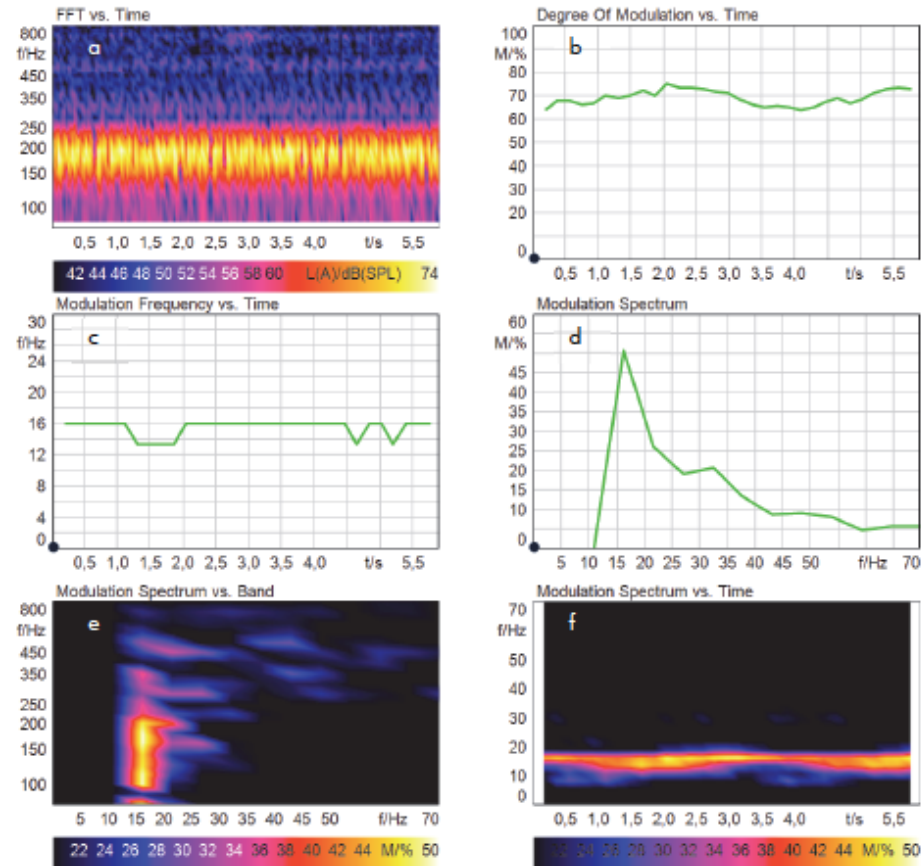 FFT vs. Time
800
f/Hz
450
350
250
200
150
100
a
0,5 1,0 1,5 2,0 2,5 3,0 3,5 4,0 t/s 5,5
42 44 46 48 50 52 54 56 58 60 L(A)/dB(SPL) 74
Degree Of Modulation vs. Time
100
M/%
80
70
60
50
40
30
20
0
b
0,5 1,0 1,5 2,0 2,5 3,0 3,5 4,0 t/s 5,5
Modulation Frequency vs. Time
30
f/Hz
24
20
16
12
8
4
0
c
0,5 1,0 1,5 2,0 2,5 3,0 3,5 4,0 t/s 5,5
Modulation Spectrum
60
M/%
45
35
35
30
20
20
10
10
0
d
5 10 15 20 25 30 35 40 45 50 f/Hz 70
Modulation Spectrum vs. Band
800
f/Hz
450
350
250
200
150
100
e
5 10 15 20 25 30 35 40 45 50 f/Hz 70
22 24 26 28 30 32 34 36 38 40 42 44 M/% 50
Modulation Spectrum vs. Time
70
f/Hz
50
40
30
20
10
0
f
0,5 1,0 1,5 2,0 2,5 3,0 3,5 4,0 t/s 5,5
28 30 32 34 36 38 40 42 44 M/% 50